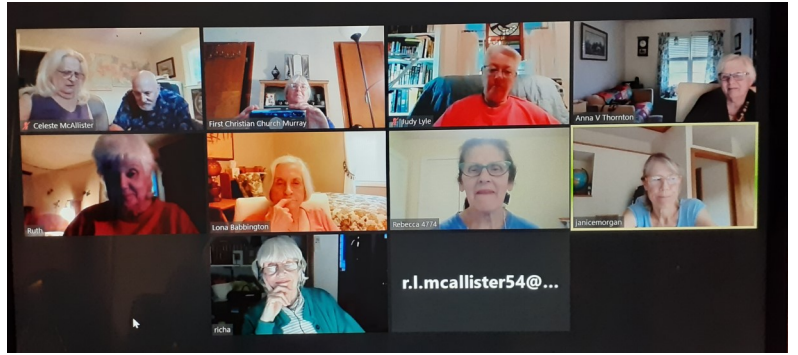 Celeste McAllister
First Christian Church Murray
Judy Lyle
Anna V Thornton
Ruth
Lona Babbington
Rebecca 4774
janicemorgan
richa
r.l.mcallister54@...